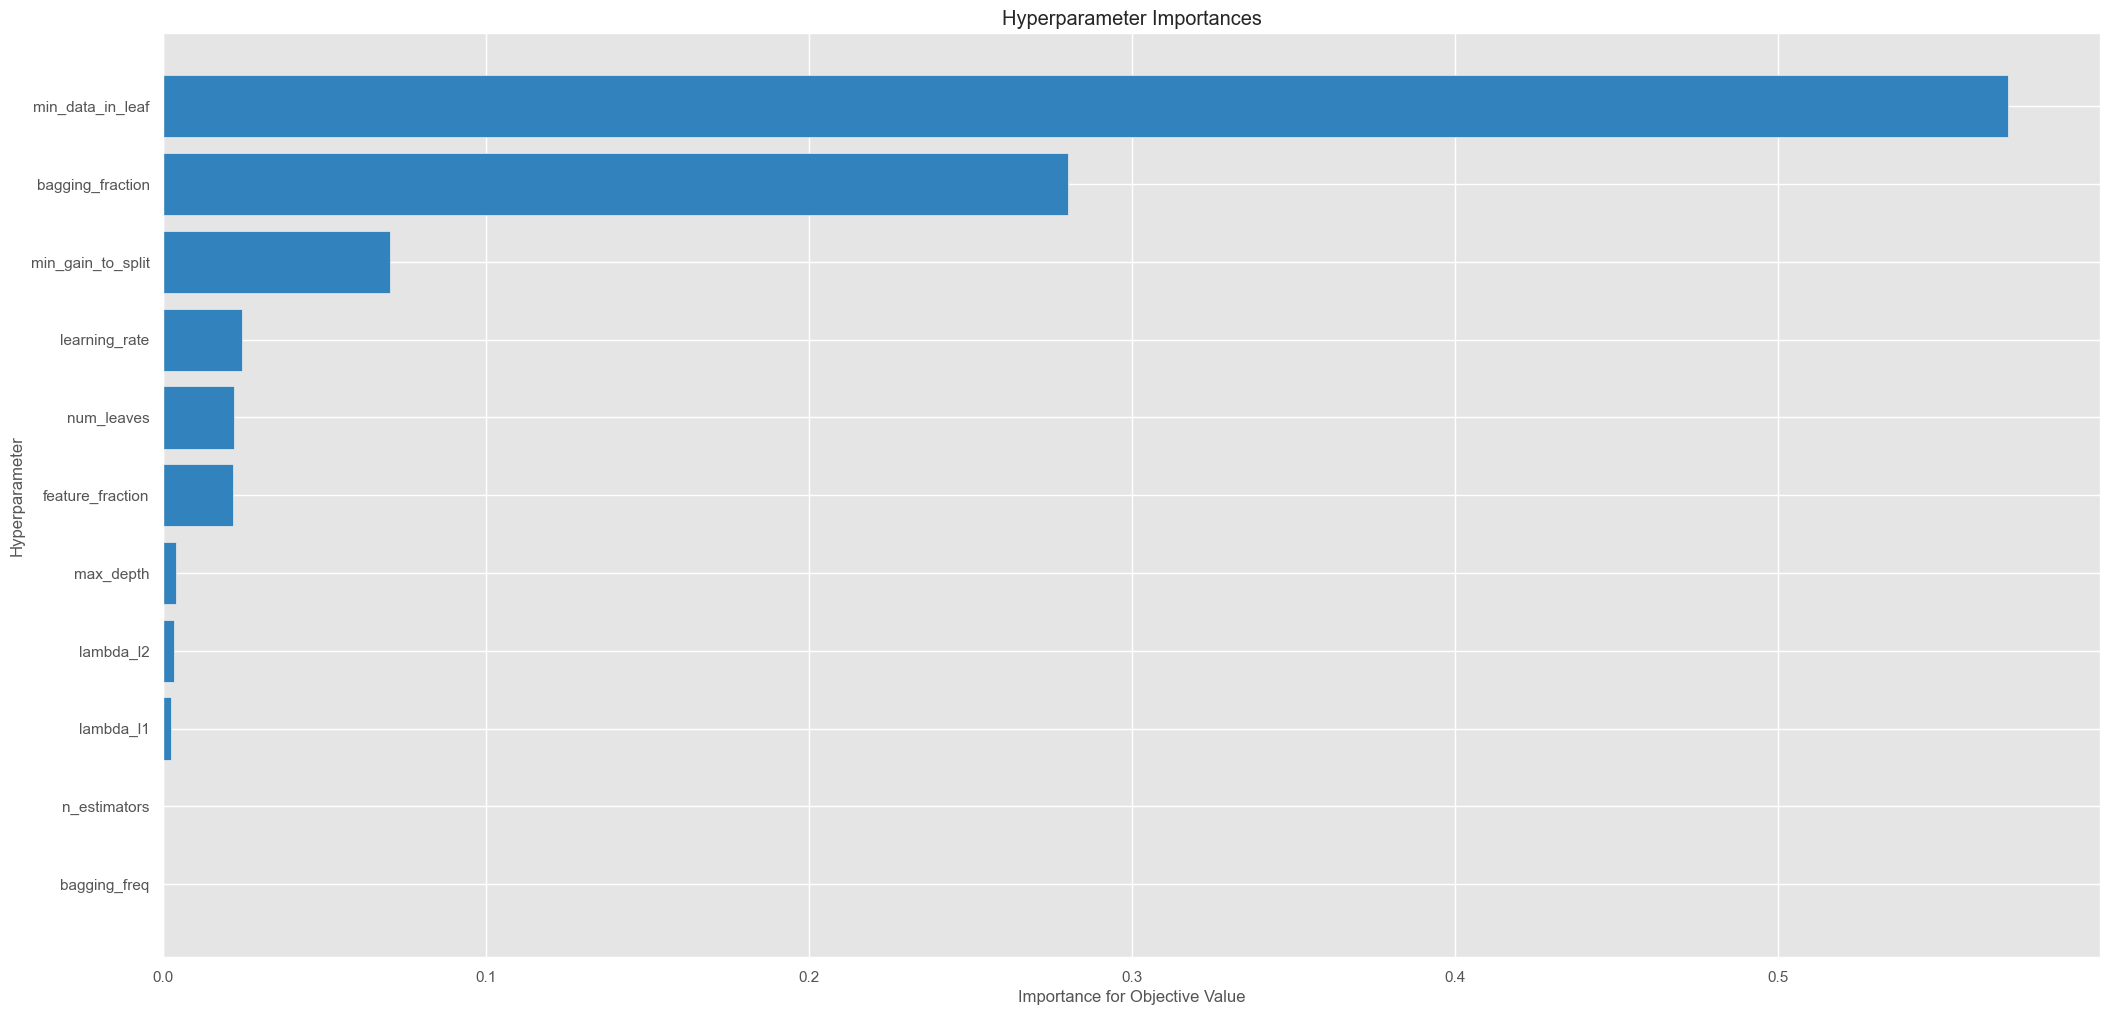 Hyperparameter Importances
min_data_in_leaf
bagging_fraction
min_gain_to_split
learning_rate
num_leaves
feature_fraction
max_depth
lambda_l2
lambda_l1
n_estimators
bagging_freq
Hyperparameter
0.0 0.1 0.2 0.3 0.4 0.5
Importance for Objective Value